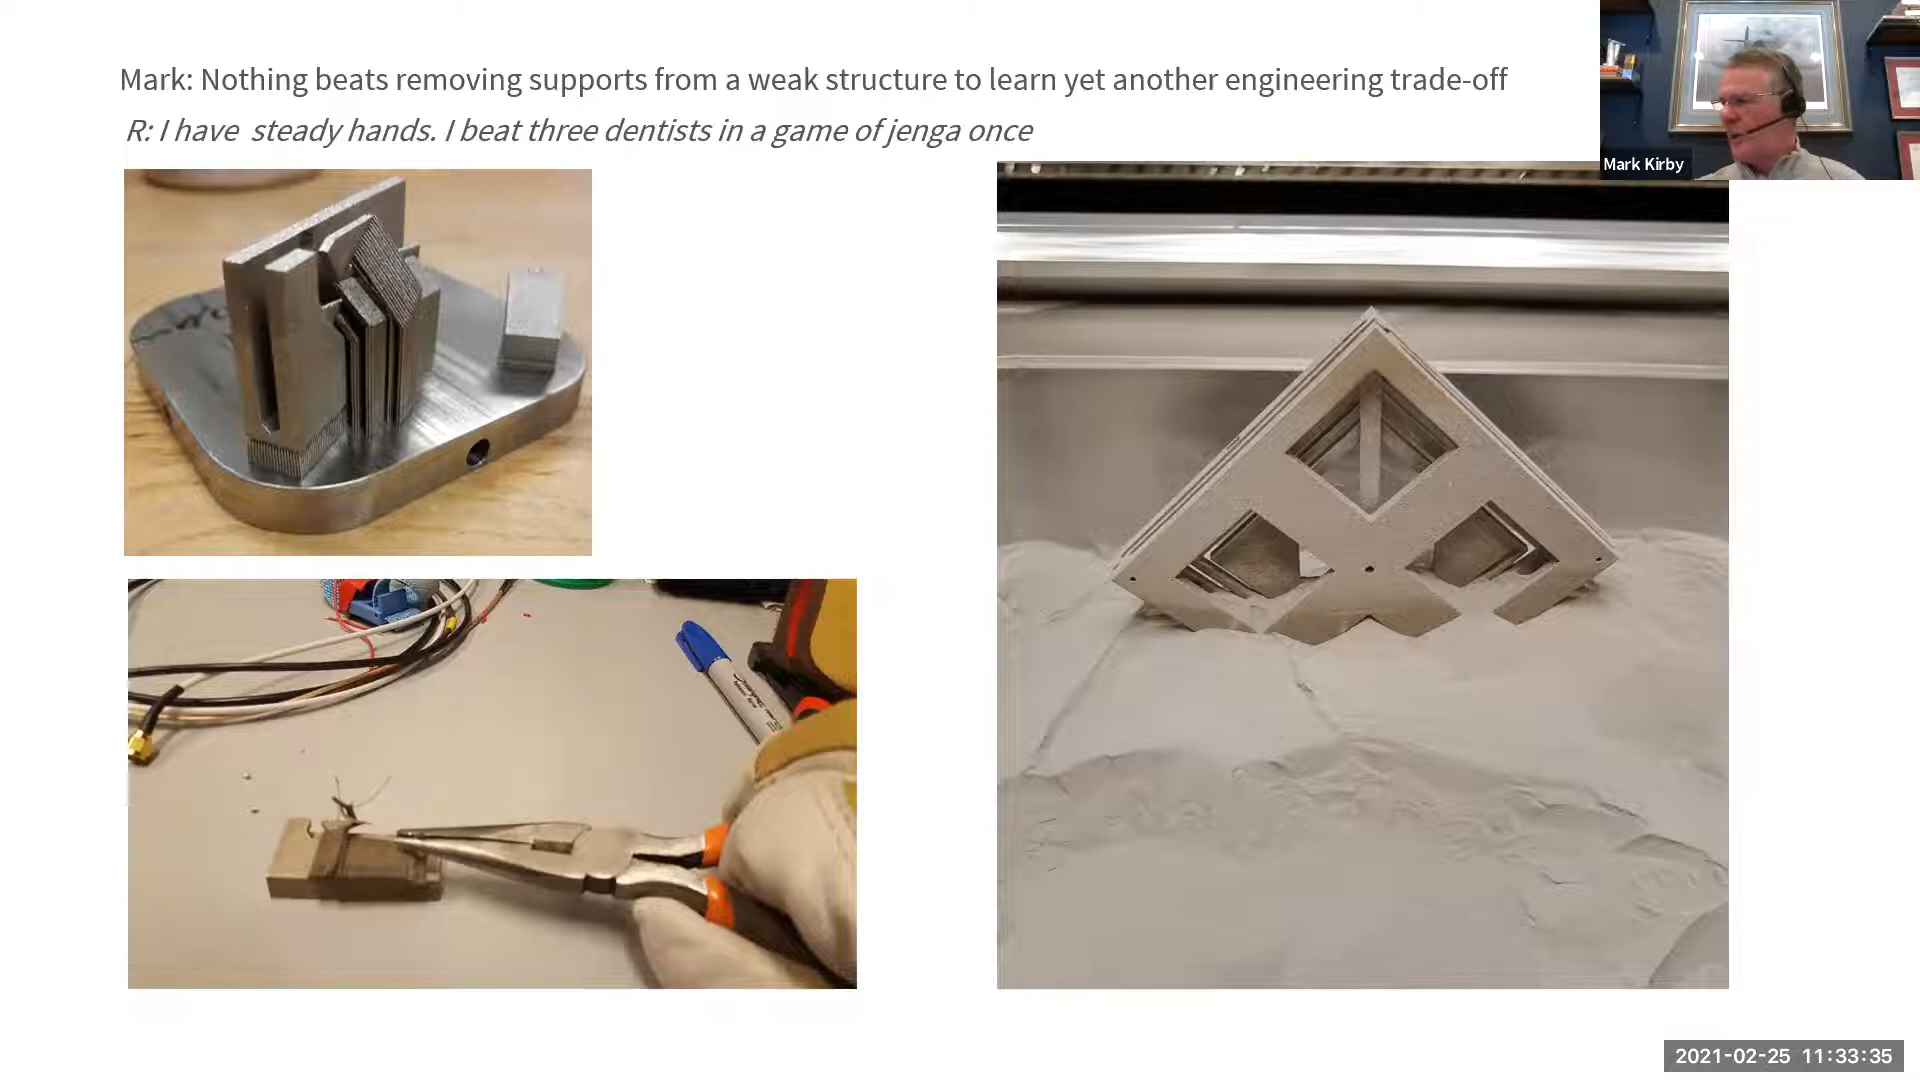 Mark: Nothing beats removing supports from a weak structure to learn yet another engineering trade-off
R: I have steady hands. I beat three dentists in a game of jenga once
Mark Kirby
2021-02-25 11:33:35